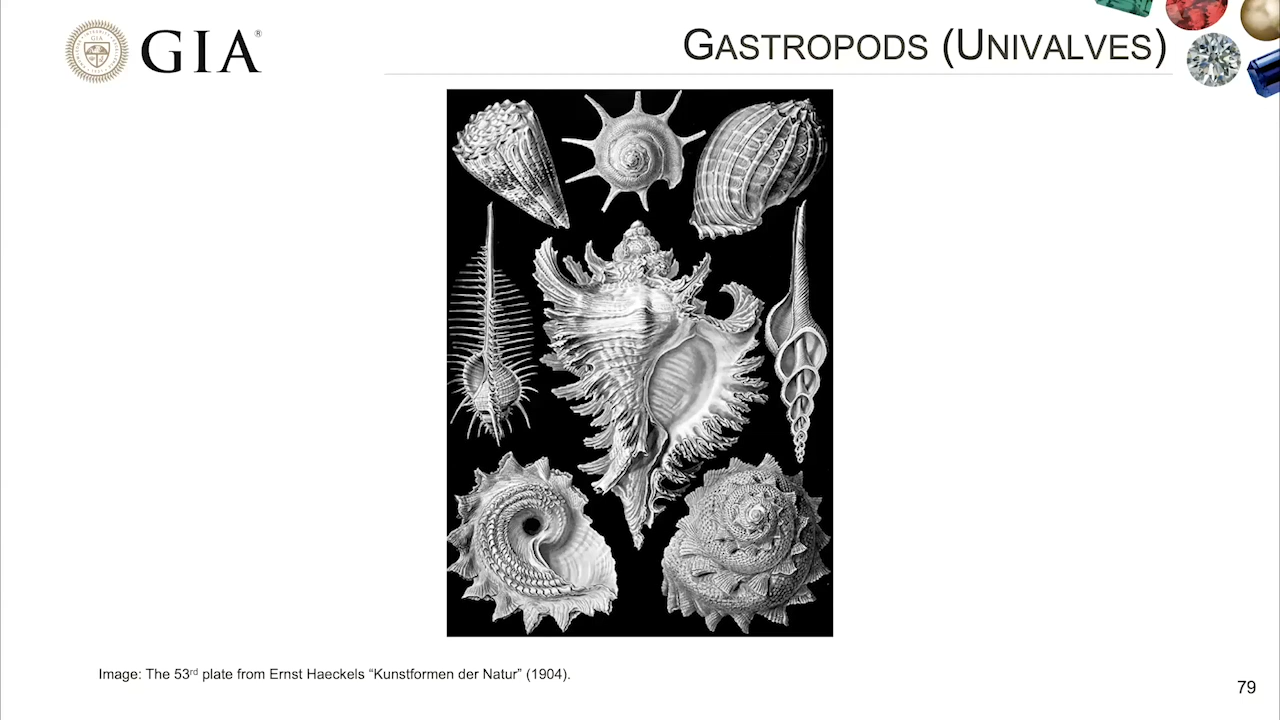 GIA®
GASTROPODS (UNIVALVES)
Image: The 53rd plate from Ernst Haeckels “Kunstformen der Natur” (1904).
79